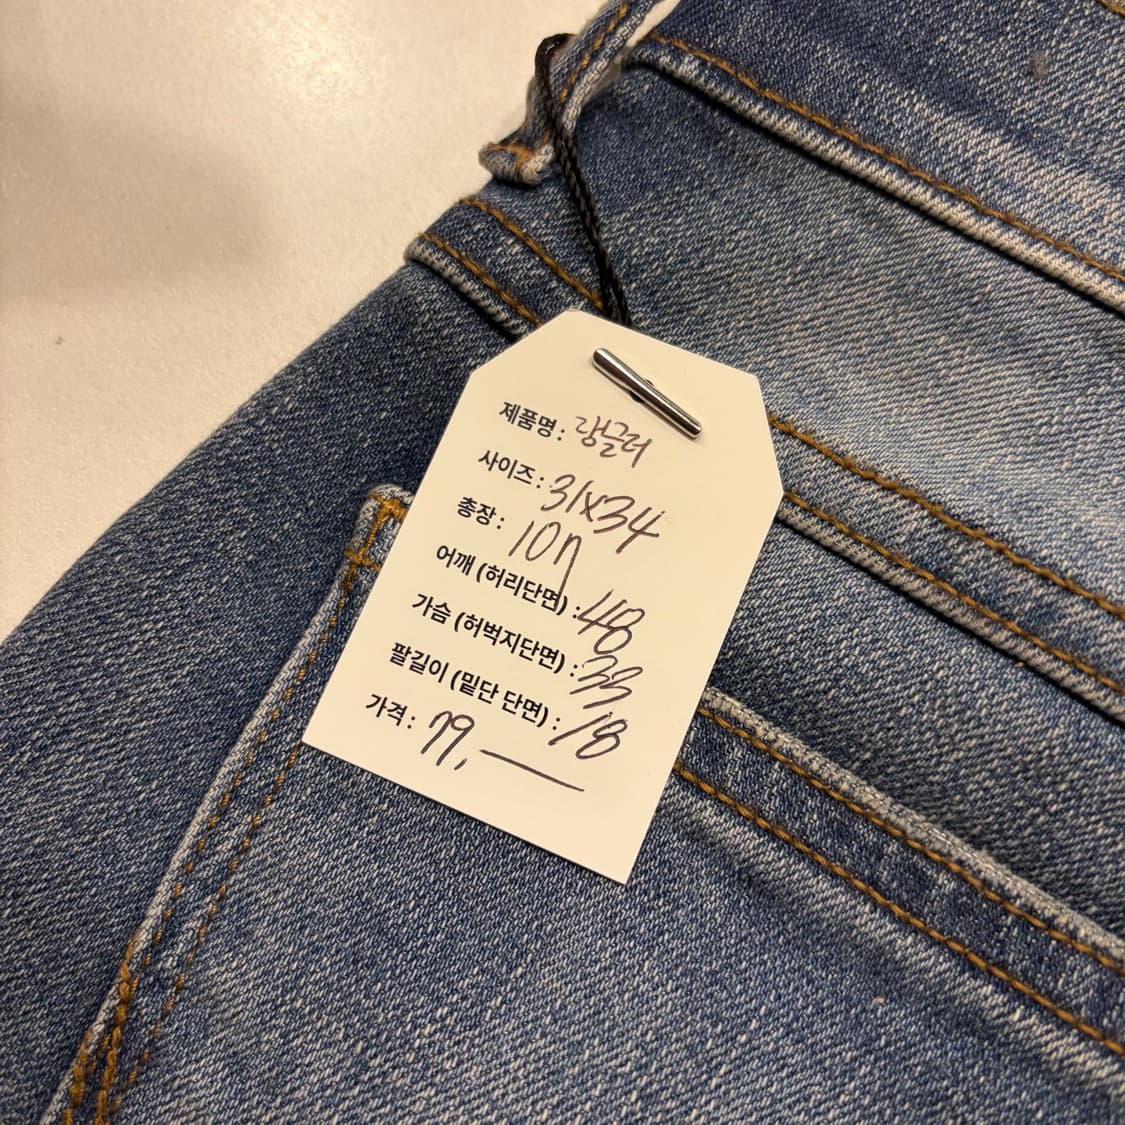 제품명: 랭글러
사이즈: 31x34
총장: 107
어깨 (허리단면) : 48
가슴 (허벅지단면) : 33
팔길이 (밑단 단면) : 18
가격: 79,—